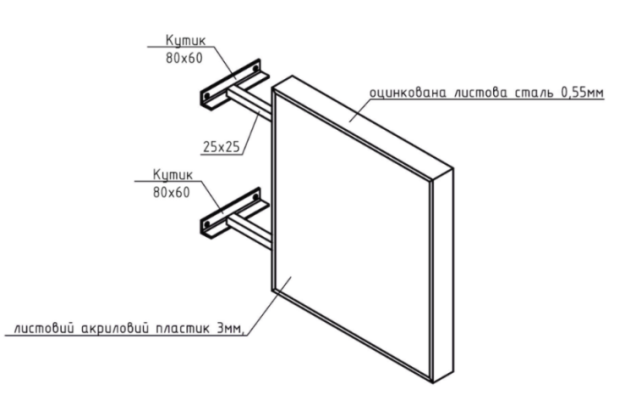 Кутик
80х60
оцинкована листова сталь 0,55мм
25х25
Кутик
80х60
листовий акриловий пластик 3мм,